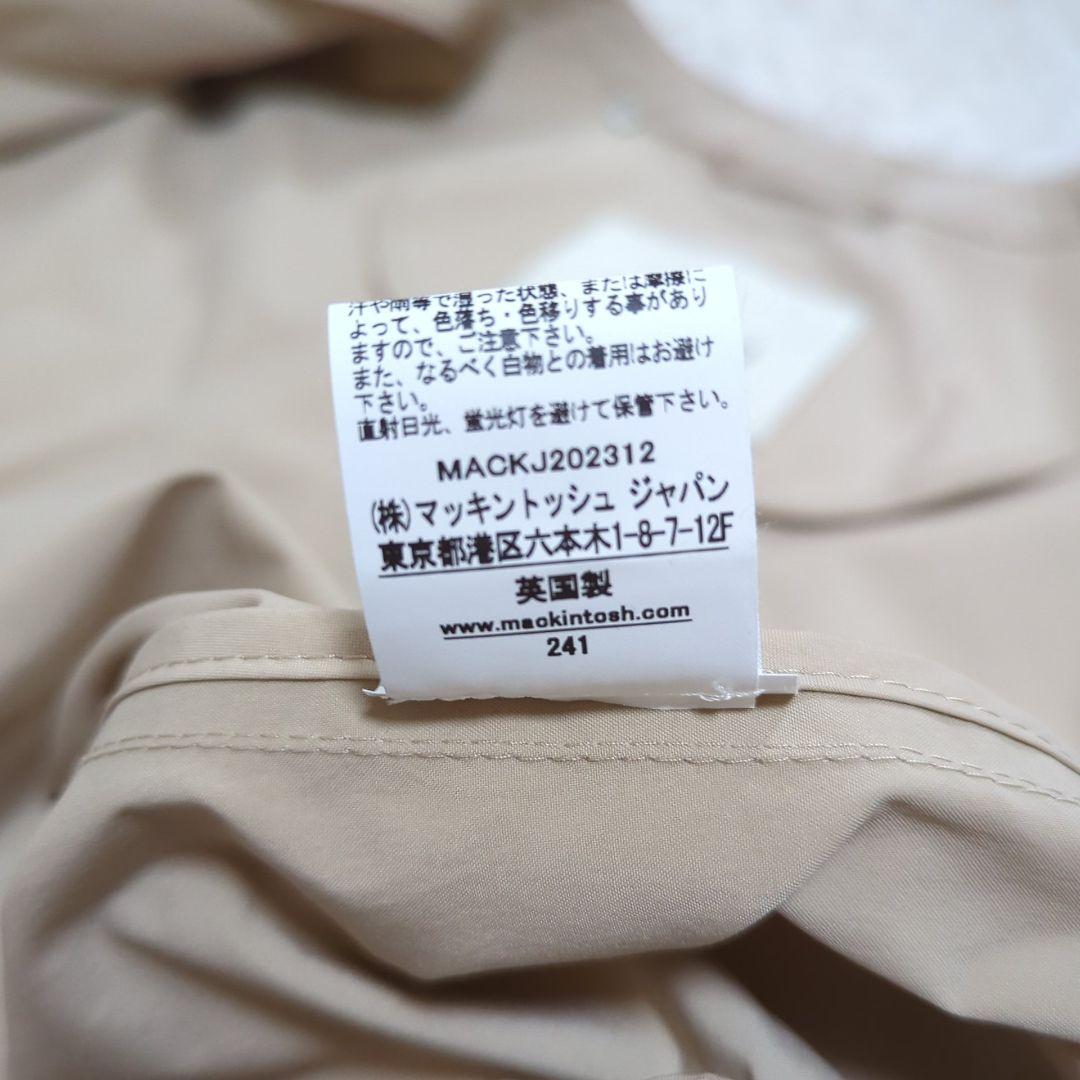 汗や雨等で湿った状態、または摩擦に
よって、色落ち・色移りする事があり
ますので、ご注意下さい。
また、なるべく白物との着用はお避け
下さい。
直射日光、蛍光灯を避けて保管下さい。
MACKJ202312
(株)マッキントッシュ ジャパン
東京都港区六本木1-8-7-12F
英国製
www.mackintosh.com
241